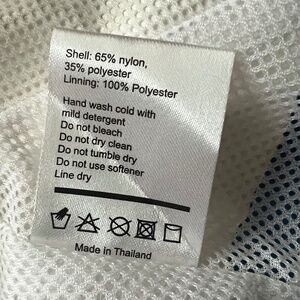 Shell: 65% nylon,
35% polyester
Linning: 100% Polyester
Hand wash cold with
mild detergent
Do not bleach
Do not dry clean
Do not tumble dry
Do not use softener
Line dry
Made in Thailand